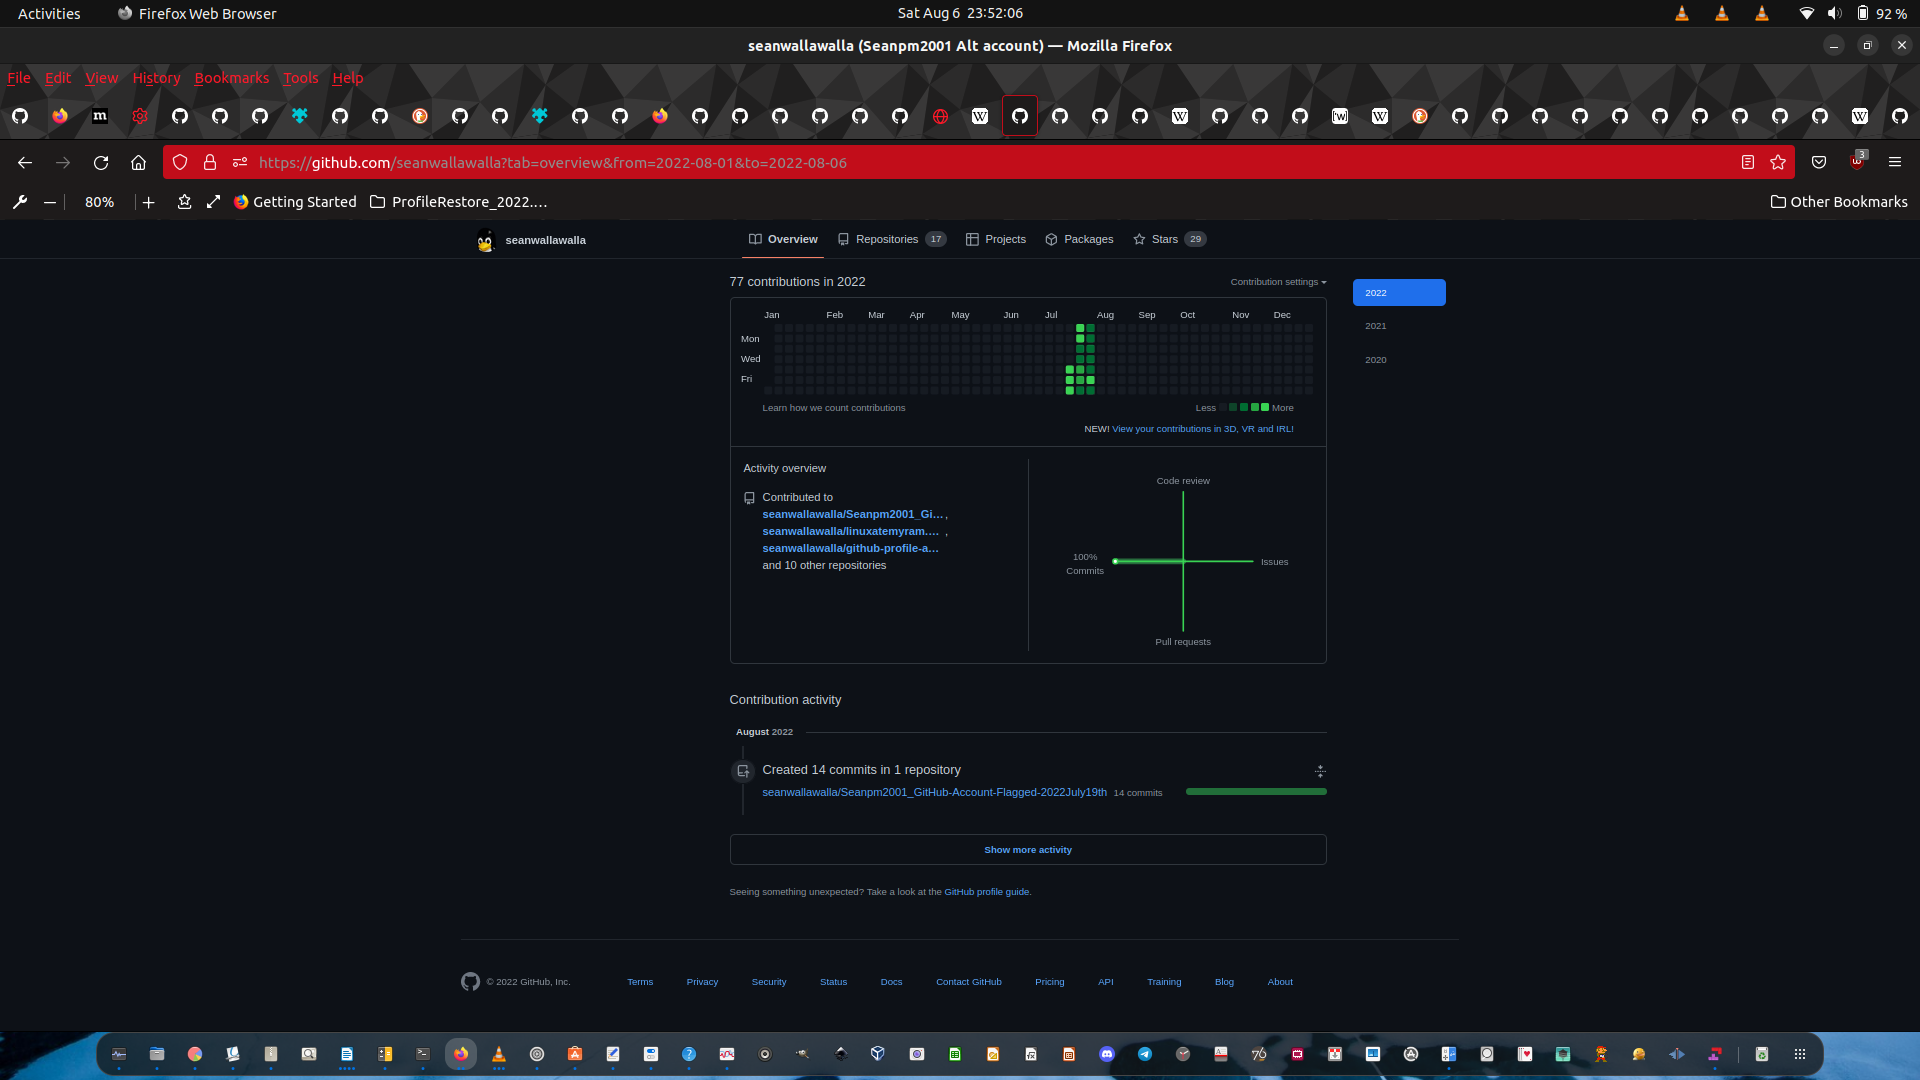 Activities Firefox Web Browser Sat Aug 6 23:52:06 92 %
seanwallawalla (Seanpm2001 Alt account) — Mozilla Firefox
File Edit View History Bookmarks Tools Help
https://github.com/seanwallawalla?tab=overview&from=2022-08-01&to=2022-08-06 3
80% Getting Started ProfileRestore_2022.… Other Bookmarks
seanwallawalla Overview Repositories 17 Projects Packages Stars 29
77 contributions in 2022 Contribution settings
2022
2021
2020
Jan Feb Mar Apr May Jun Jul Aug Sep Oct Nov Dec
Mon
Wed
Fri
Learn how we count contributions Less More
NEW! View your contributions in 3D, VR and IRL!
Activity overview
Contributed to
seanwallawalla/Seanpm2001_Gi… ,
seanwallawalla/linuxatemyram.… ,
seanwallawalla/github-profile-a…
and 10 other repositories
Code review
100%
Commits
Issues
Pull requests
Contribution activity
August 2022
Created 14 commits in 1 repository
seanwallawalla/Seanpm2001_GitHub-Account-Flagged-2022July19th 14 commits
Show more activity
Seeing something unexpected? Take a look at the GitHub profile guide.
© 2022 GitHub, Inc. Terms Privacy Security Status Docs Contact GitHub Pricing API Training Blog About
76